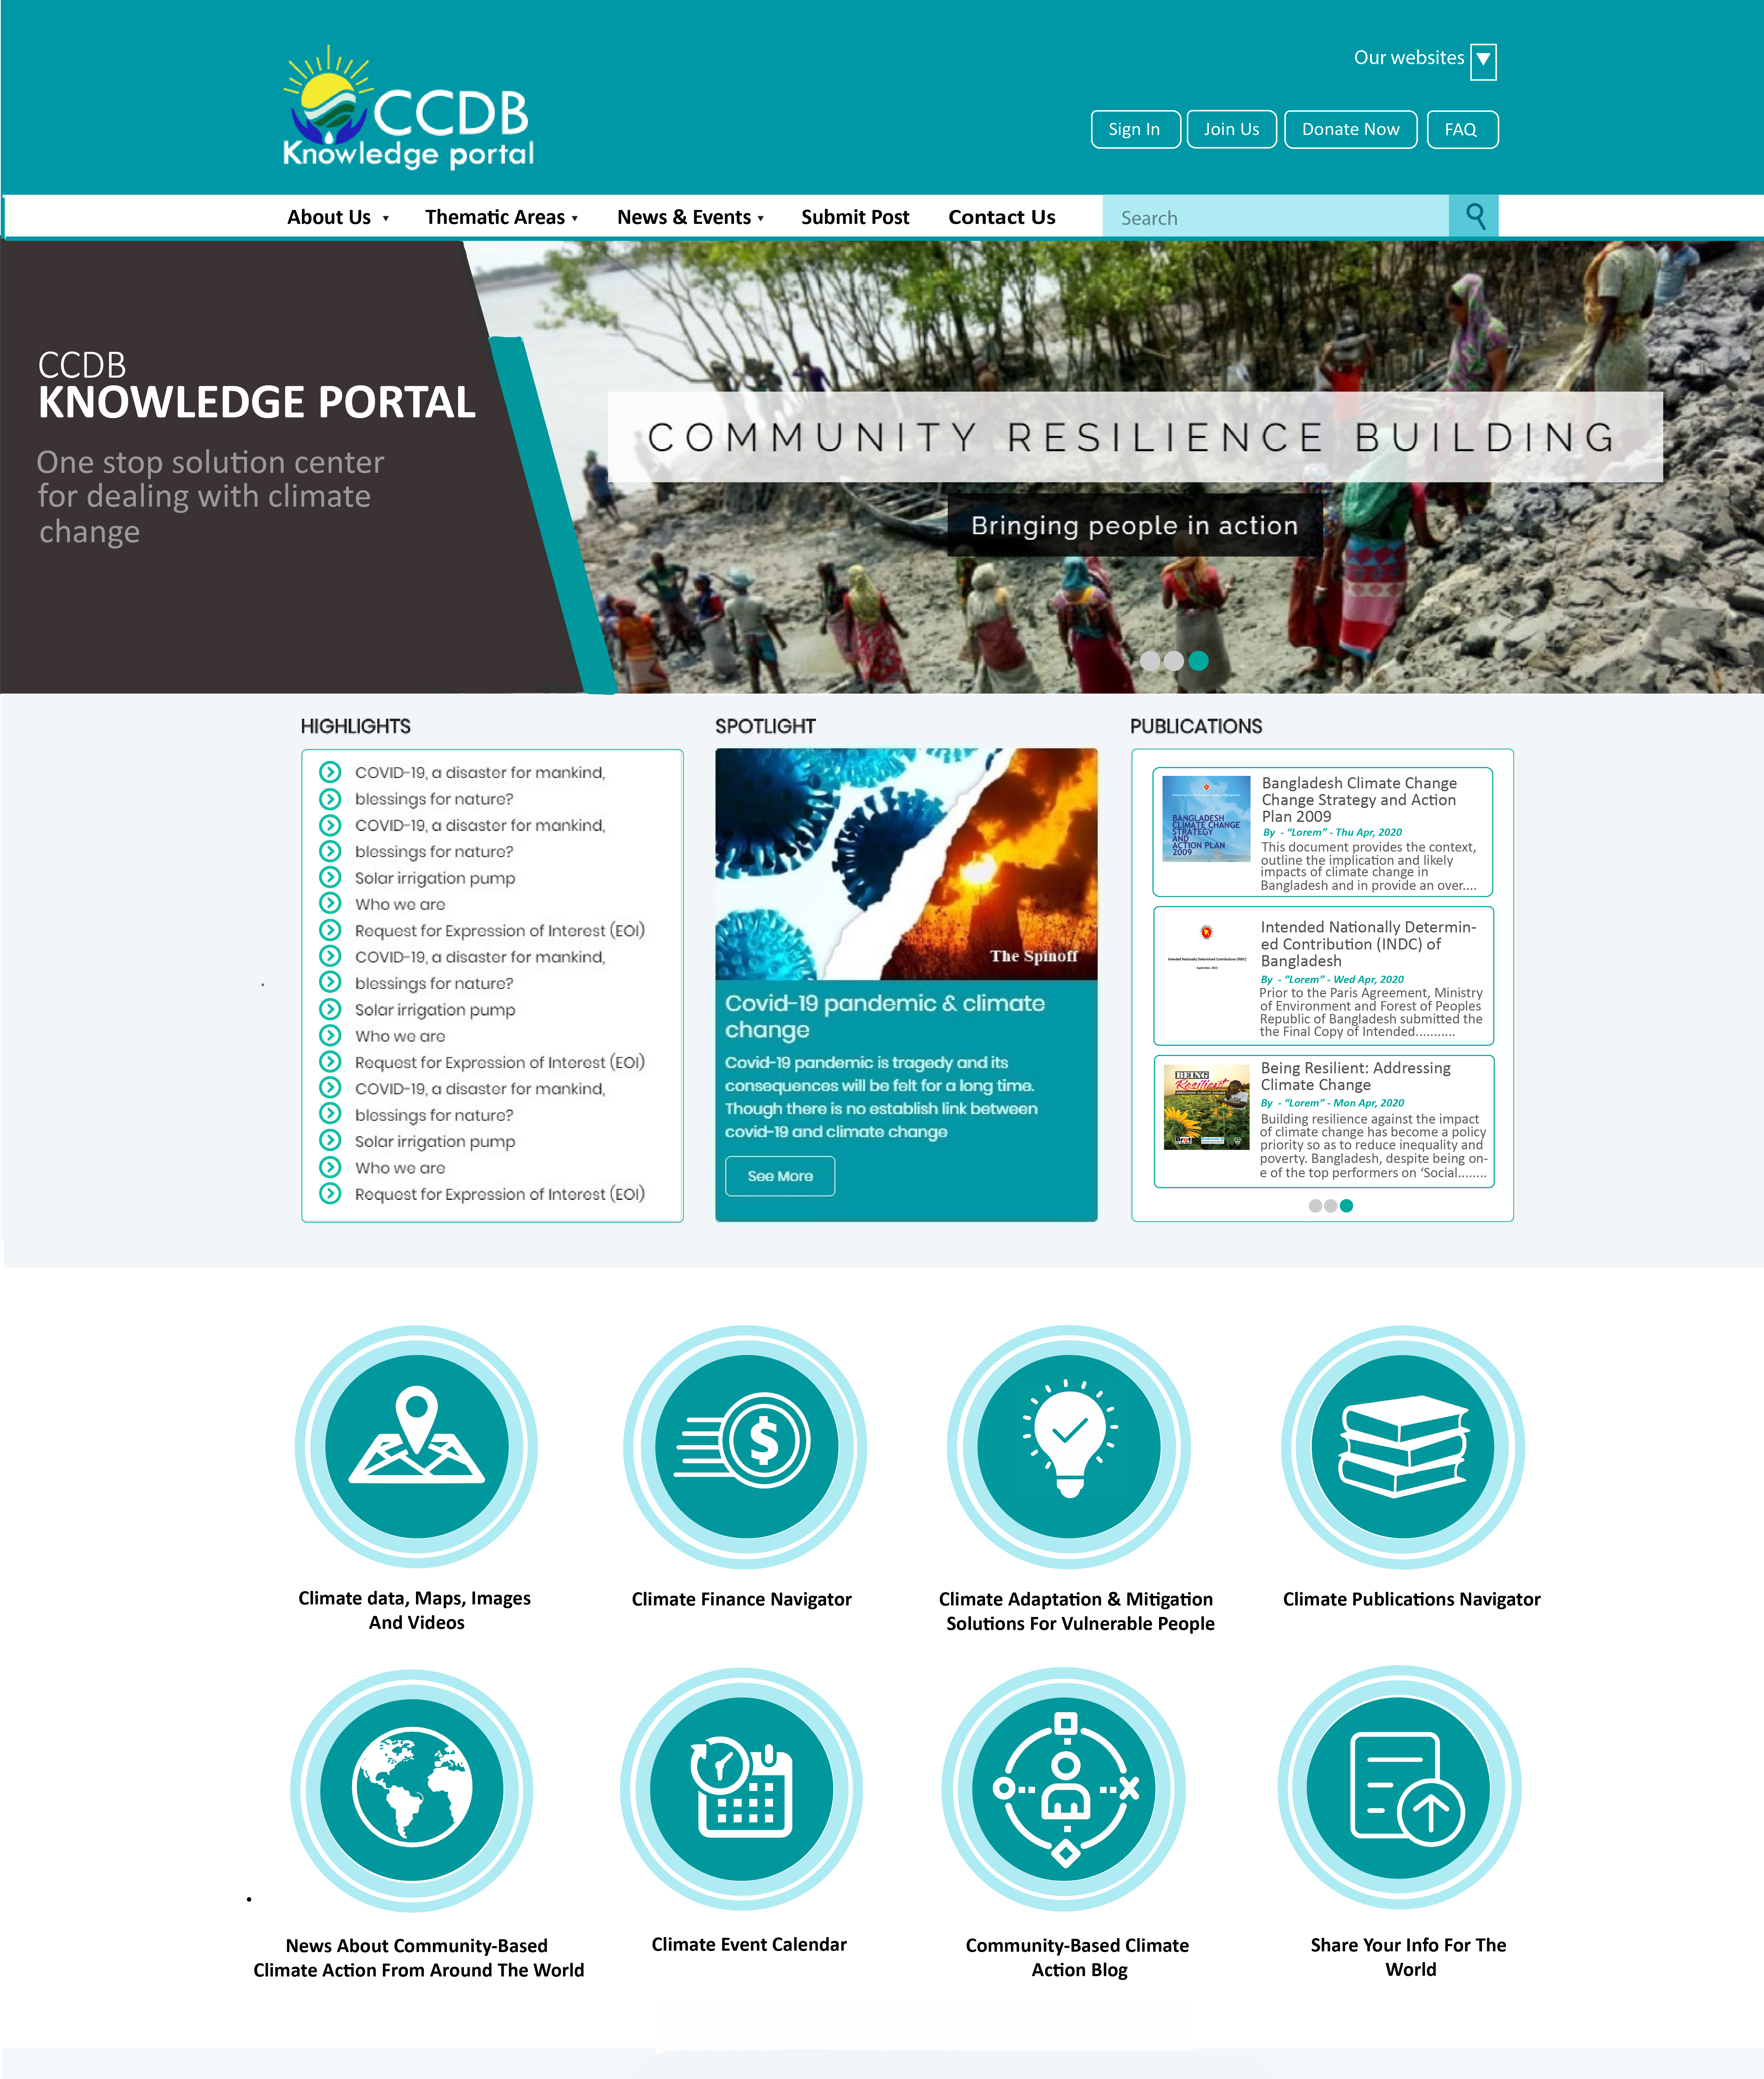 Our websites
CCDB
Knowledge portal
Sign In
Join Us
Donate Now
FAQ
About Us
Thematic Areas
News & Events
Submit Post
Contact Us
Search
CCDB
KNOWLEDGE PORTAL
One stop solution center
for dealing with climate
change
COMMUNITY RESILIENCE BUILDING
Bringing people in action
HIGHLIGHTS
COVID-19, a disaster for mankind,
blessings for nature?
COVID-19, a disaster for mankind,
blessings for nature?
Solar irrigation pump
Who we are
Request for Expression of Interest (EOI)
COVID-19, a disaster for mankind,
blessings for nature?
Solar irrigation pump
Who we are
Request for Expression of Interest (EOI)
COVID-19, a disaster for mankind,
blessings for nature?
Solar irrigation pump
Who we are
Request for Expression of Interest (EOI)
SPOTLIGHT
The Spinoff
Covid-19 pandemic & climate
change
Covid-19 pandemic is tragedy and its
consequences will be felt for a long time.
Though there is no establish link between
covid-19 and climate change
See More
PUBLICATIONS
BANGLADESH
CLIMATE CHANGE
STRATEGY
AND
ACTION PLAN
2009
Bangladesh Climate Change
Change Strategy and Action
Plan 2009
By - “Lorem” - Thu Apr, 2020
This document provides the context,
outline the implication and likely
impacts of climate change in
Bangladesh and in provide an over....
Intended Nationally Determined Contributions (INDC)
September, 2015
Intended Nationally Determin-
ed Contribution (INDC) of
Bangladesh
By - “Lorem” - Wed Apr, 2020
Prior to the Paris Agreement, Ministry
of Environment and Forest of Peoples
Republic of Bangladesh submitted the
the Final Copy of Intended...........
BEING
Resilient
ADDRESSING CLIMATE CHANGE
Brot
Being Resilient: Addressing
Climate Change
By - “Lorem” - Mon Apr, 2020
Building resilience against the impact
of climate change has become a policy
priority so as to reduce inequality and
poverty. Bangladesh, despite being on-
e of the top performers on ‘Social........
$
Climate data, Maps, Images
And Videos
Climate Finance Navigator
Climate Adaptation & Mitigation
Solutions For Vulnerable People
Climate Publications Navigator
News About Community-Based
Climate Action From Around The World
Climate Event Calendar
Community-Based Climate
Action Blog
Share Your Info For The
World